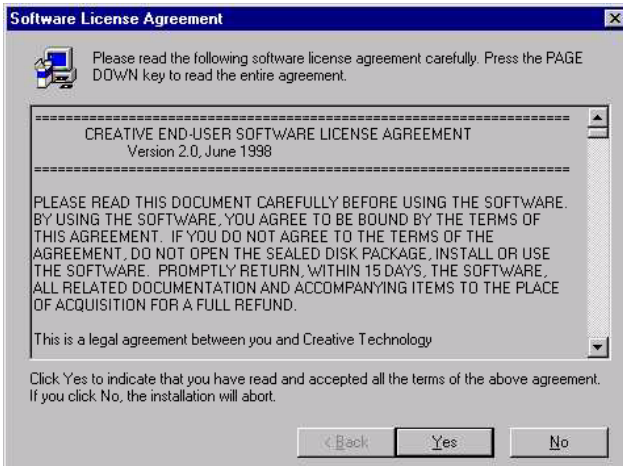 Software License Agreement
Please read the following software license agreement carefully. Press the PAGE
DOWN key to read the entire agreement.
======================================================================
CREATIVE END-USER SOFTWARE LICENSE AGREEMENT
Version 2.0, June 1998
======================================================================
PLEASE READ THIS DOCUMENT CAREFULLY BEFORE USING THE SOFTWARE.
BY USING THE SOFTWARE, YOU AGREE TO BE BOUND BY THE TERMS OF
THIS AGREEMENT.  IF YOU DO NOT AGREE TO THE TERMS OF THE
AGREEMENT, DO NOT OPEN THE SEALED DISK PACKAGE, INSTALL OR USE
THE SOFTWARE.  PROMPTLY RETURN, WITHIN 15 DAYS, THE SOFTWARE,
ALL RELATED DOCUMENTATION AND ACCOMPANYING ITEMS TO THE PLACE
OF ACQUISITION FOR A FULL REFUND.
This is a legal agreement between you and Creative Technology
Click Yes to indicate that you have read and accepted all the terms of the above agreement.
If you click No, the installation will abort.
< Back Yes No